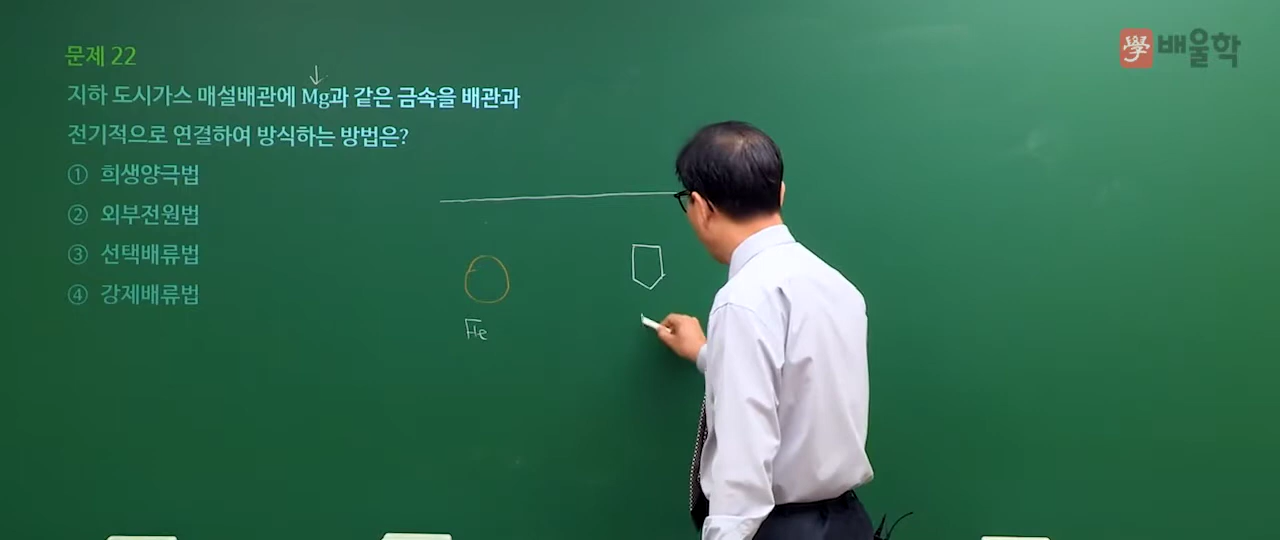 문제 22
지하 도시가스 매설배관에 Mg과 같은 금속을 배관과
전기적으로 연결하여 방식하는 방법은?
① 희생양극법
② 외부전원법
③ 선택배류법
④ 강제배류법
Fe
學 배울학